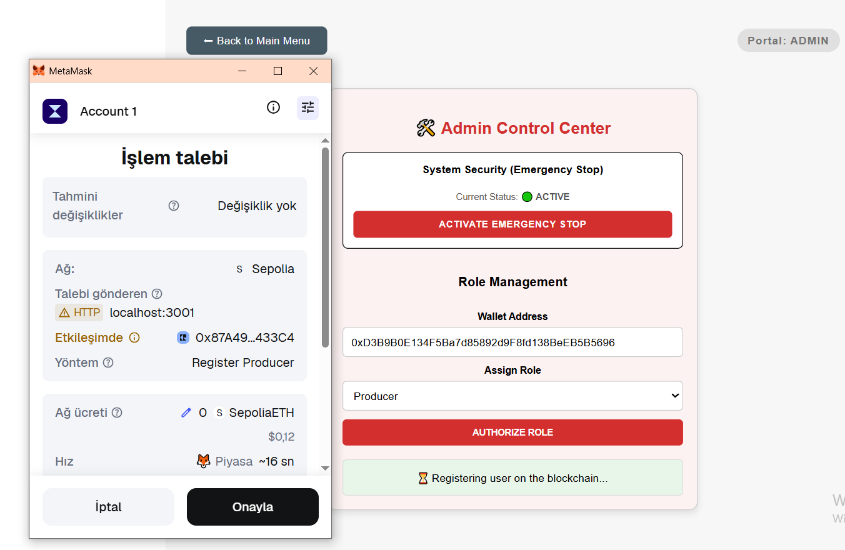 ← Back to Main Menu
Portal: ADMIN
MetaMask
Account 1
İşlem talebi
Tahmini
değişiklikler
Değişiklik yok
Ağ:
S Sepolia
Talebi gönderen
HTTP localhost:3001
Etkileşimde
0x87A49...433C4
Yöntem
Register Producer
Ağ ücreti
0 S SepoliaETH
$0,12
Hız
Piyasa ~16 sn
İptal
Onayla
Admin Control Center
System Security (Emergency Stop)
Current Status: ACTIVE
ACTIVATE EMERGENCY STOP
Role Management
Wallet Address
0xD3B9B0E134F5Ba7d85892d9F8fd138BeEB5B5696
Assign Role
Producer
AUTHORIZE ROLE
Registering user on the blockchain...